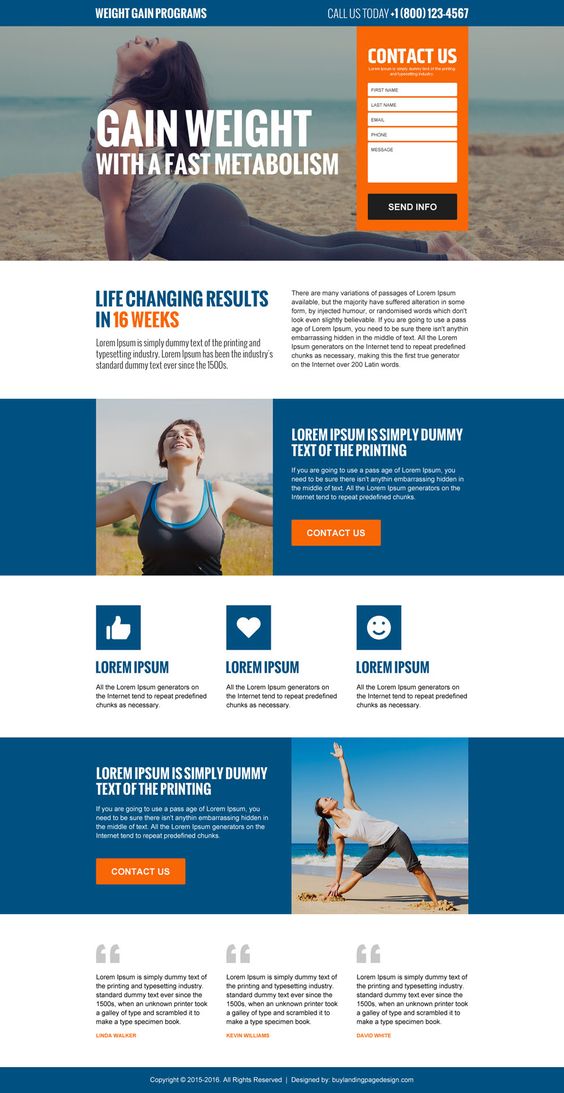 WEIGHT GAIN PROGRAMS
CALL US TODAY +1 (800) 123-4567
GAIN WEIGHT
WITH A FAST METABOLISM
CONTACT US
Lorem Ipsum is simply dummy text of the printing
and typesetting industry.
FIRST NAME
LAST NAME
EMAIL
PHONE
MESSAGE
SEND INFO
LIFE CHANGING RESULTS
IN 16 WEEKS
Lorem Ipsum is simply dummy text of the printing and
typesetting industry. Lorem Ipsum has been the industry's
standard dummy text ever since the 1500s.
There are many variations of passages of Lorem Ipsum
available, but the majority have suffered alteration in some
form, by injected humour, or randomised words which don't
look even slightly believable. If you are going to use a pas
age of Lorem Ipsum, you need to be sure there isn't anythin
embarrassing hidden in the middle of text. All the Lorem
Ipsum generators on the Internet tend to repeat predefined
chunks as necessary, making this the first true generator
on the Internet over 200 Latin words.
LOREM IPSUM IS SIMPLY DUMMY
TEXT OF THE PRINTING
If you are going to use a pass age of Lorem Ipsum, you
need to be sure there isn't anything embarrassing hidden in
the middle of text. All the Lorem Ipsum generators on the
Internet tend to repeat predefined chunks.
CONTACT US
LOREM IPSUM
All the Lorem Ipsum generators on
the Internet tend to repeat predefined
chunks as necessary.
LOREM IPSUM
All the Lorem Ipsum generators on
the Internet tend to repeat predefined
chunks as necessary.
LOREM IPSUM
All the Lorem Ipsum generators on
the Internet tend to repeat predefined
chunks as necessary.
LOREM IPSUM IS SIMPLY DUMMY
TEXT OF THE PRINTING
If you are going to use a pass age of Lorem Ipsum, you
need to be sure there isn't anything embarrassing hidden
in the middle of text. All the Lorem Ipsum generators on
the Internet tend to repeat predefined chunks.
CONTACT US
Lorem Ipsum is simply dummy text of
the printing and typesetting industry.
standard dummy text ever since the
1500s, when an unknown printer took
a galley of type and scrambled it to
make a type specimen book.
LINDA WALKER
Lorem Ipsum is simply dummy text of
the printing and typesetting industry.
standard dummy text ever since the
1500s, when an unknown printer took
a galley of type and scrambled it to
make a type specimen book.
KEVIN WILLIAMS
Lorem Ipsum is simply dummy text of
the printing and typesetting industry.
standard dummy text ever since the
1500s, when an unknown printer took
a galley of type and scrambled it to
make a type specimen book.
DAVID WHITE
Copyright © 2015-2016. All Rights Reserved | Designed by: buylandingpagedesign.com